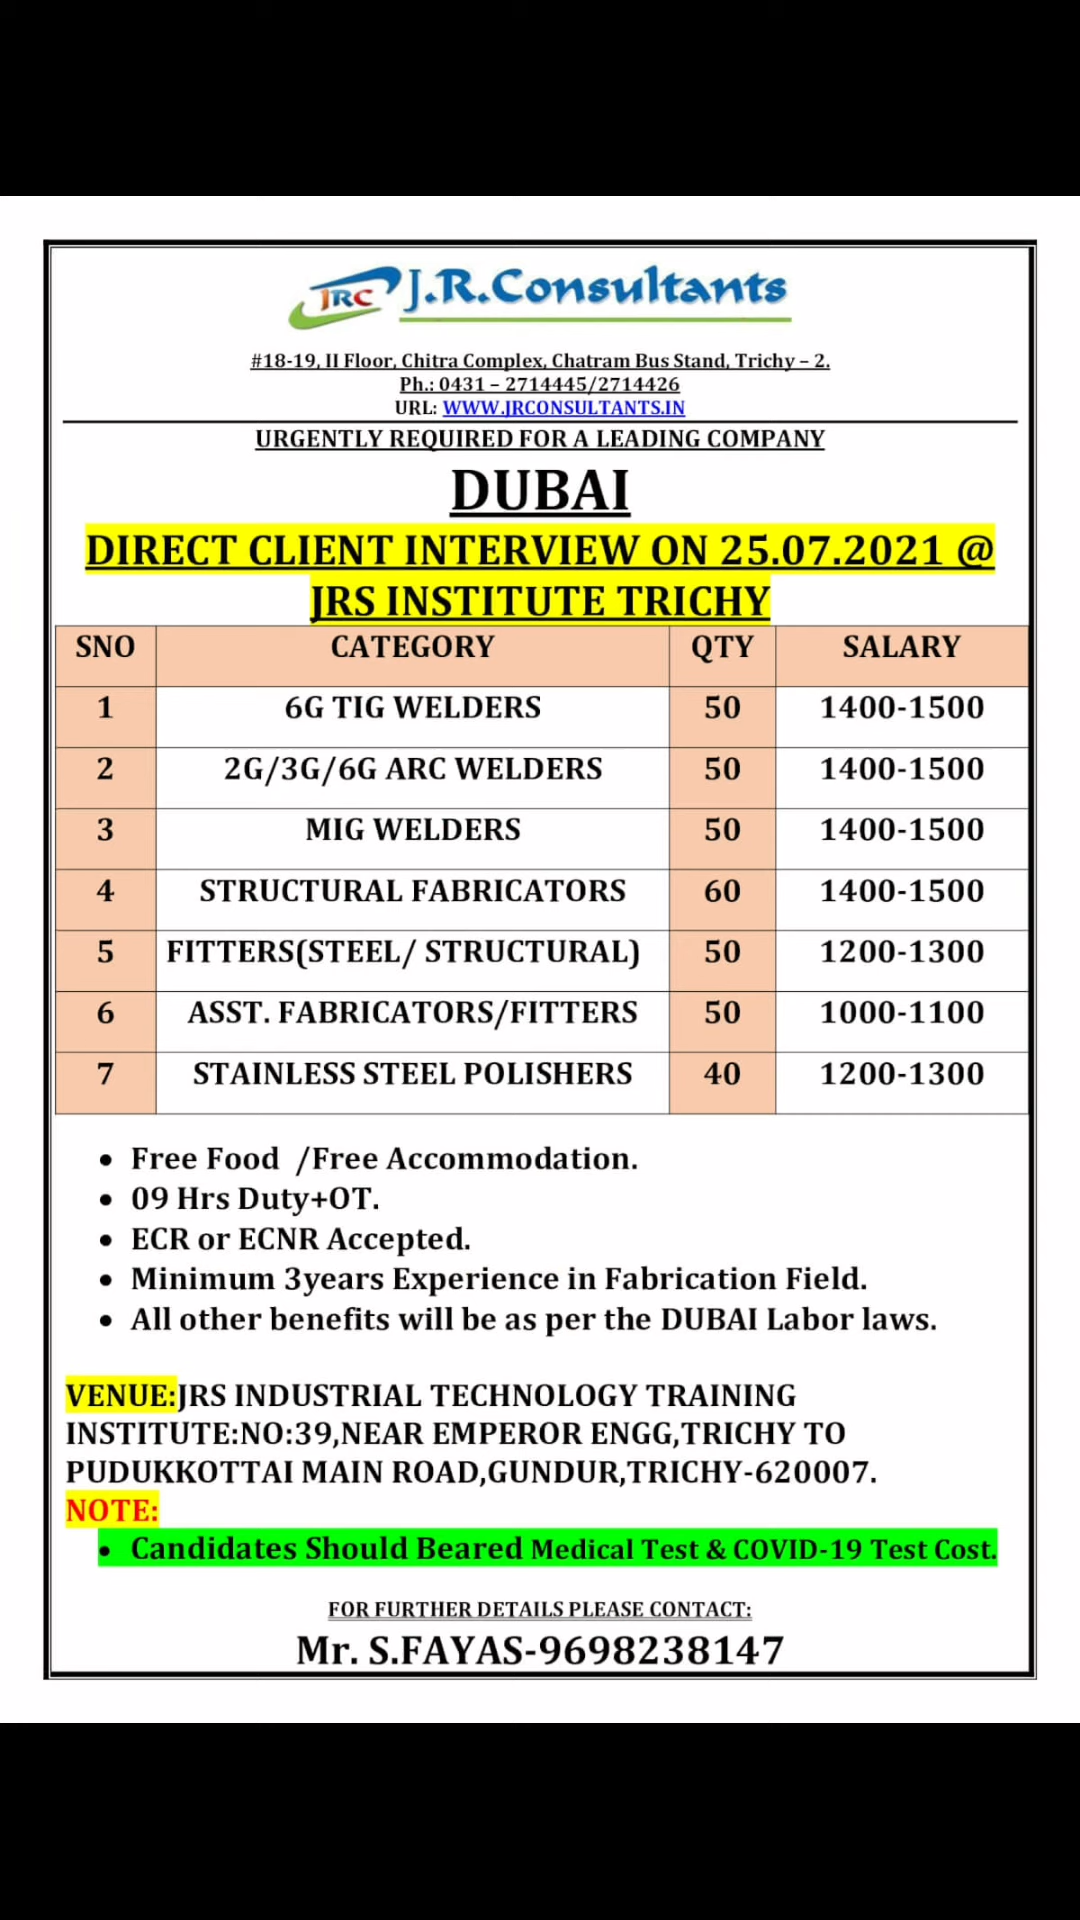 JRC J.R.Consultants
#18-19, II Floor, Chitra Complex, Chatram Bus Stand, Trichy – 2.
Ph.: 0431 – 2714445/2714426
URL: WWW.JRCONSULTANTS.IN
URGENTLY REQUIRED FOR A LEADING COMPANY
DUBAI
DIRECT CLIENT INTERVIEW ON 25.07.2021 @
JRS INSTITUTE TRICHY
SNO CATEGORY QTY SALARY
1 6G TIG WELDERS 50 1400-1500
2 2G/3G/6G ARC WELDERS 50 1400-1500
3 MIG WELDERS 50 1400-1500
4 STRUCTURAL FABRICATORS 60 1400-1500
5 FITTERS(STEEL/ STRUCTURAL) 50 1200-1300
6 ASST. FABRICATORS/FITTERS 50 1000-1100
7 STAINLESS STEEL POLISHERS 40 1200-1300
• Free Food /Free Accommodation.
• 09 Hrs Duty+OT.
• ECR or ECNR Accepted.
• Minimum 3years Experience in Fabrication Field.
• All other benefits will be as per the DUBAI Labor laws.
VENUE:JRS INDUSTRIAL TECHNOLOGY TRAINING
INSTITUTE:NO:39,NEAR EMPEROR ENGG,TRICHY TO
PUDUKKOTTAI MAIN ROAD,GUNDUR,TRICHY-620007.
NOTE:
• Candidates Should Beared Medical Test & COVID-19 Test Cost.
FOR FURTHER DETAILS PLEASE CONTACT:
Mr. S.FAYAS-9698238147